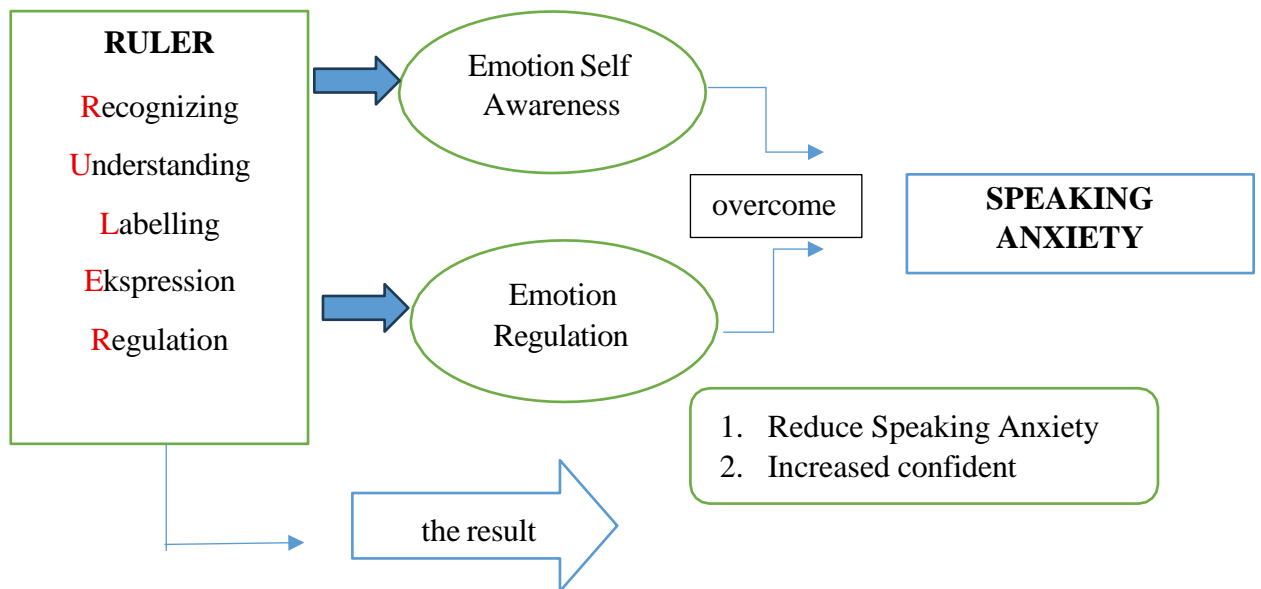 RULER
Recognizing
Understanding
Labelling
Ekspression
Regulation
Emotion Self
Awareness
Emotion
Regulation
overcome
SPEAKING
ANXIETY
1. Reduce Speaking Anxiety
2. Increased confident
the result